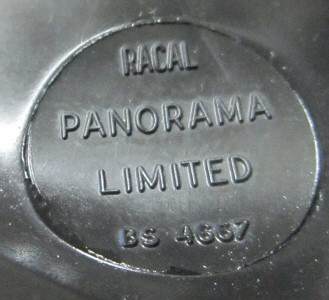 RACAL
PANORAMA
LIMITED
BS 4667